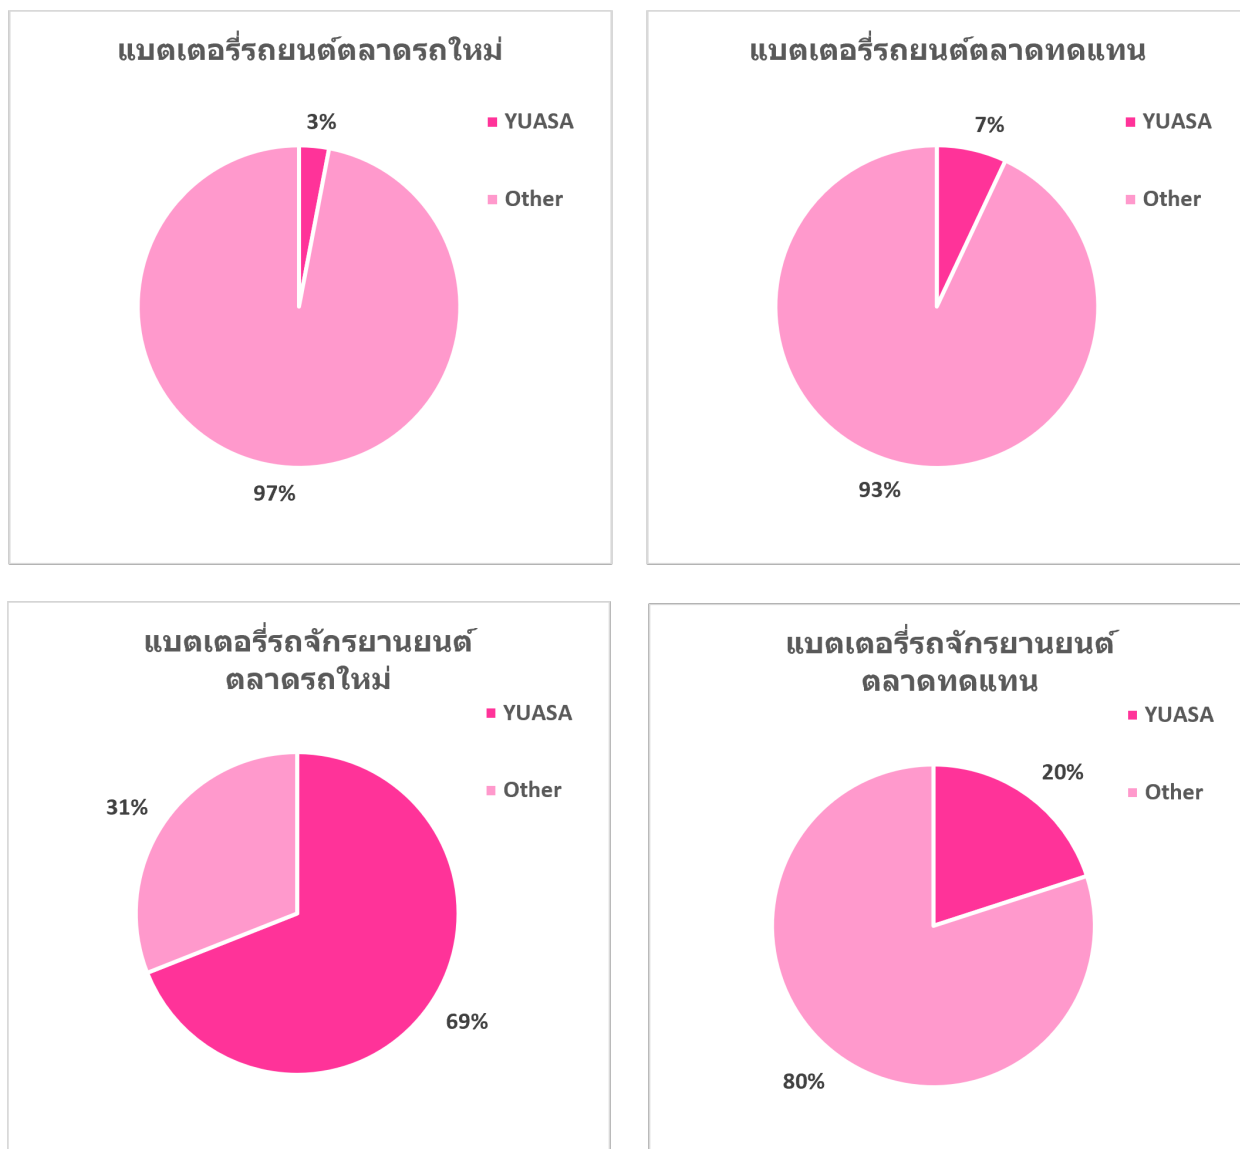 แบตเตอรี่รถยนต์ตลาดรถใหม่
3%
YUASA
Other
97%
แบตเตอรี่รถยนต์ตลาดทดแทน
7%
YUASA
Other
93%
แบตเตอรี่รถจักรยานยนต์
ตลาดรถใหม่
YUASA
Other
31%
69%
แบตเตอรี่รถจักรยานยนต์
ตลาดทดแทน
YUASA
20%
Other
80%